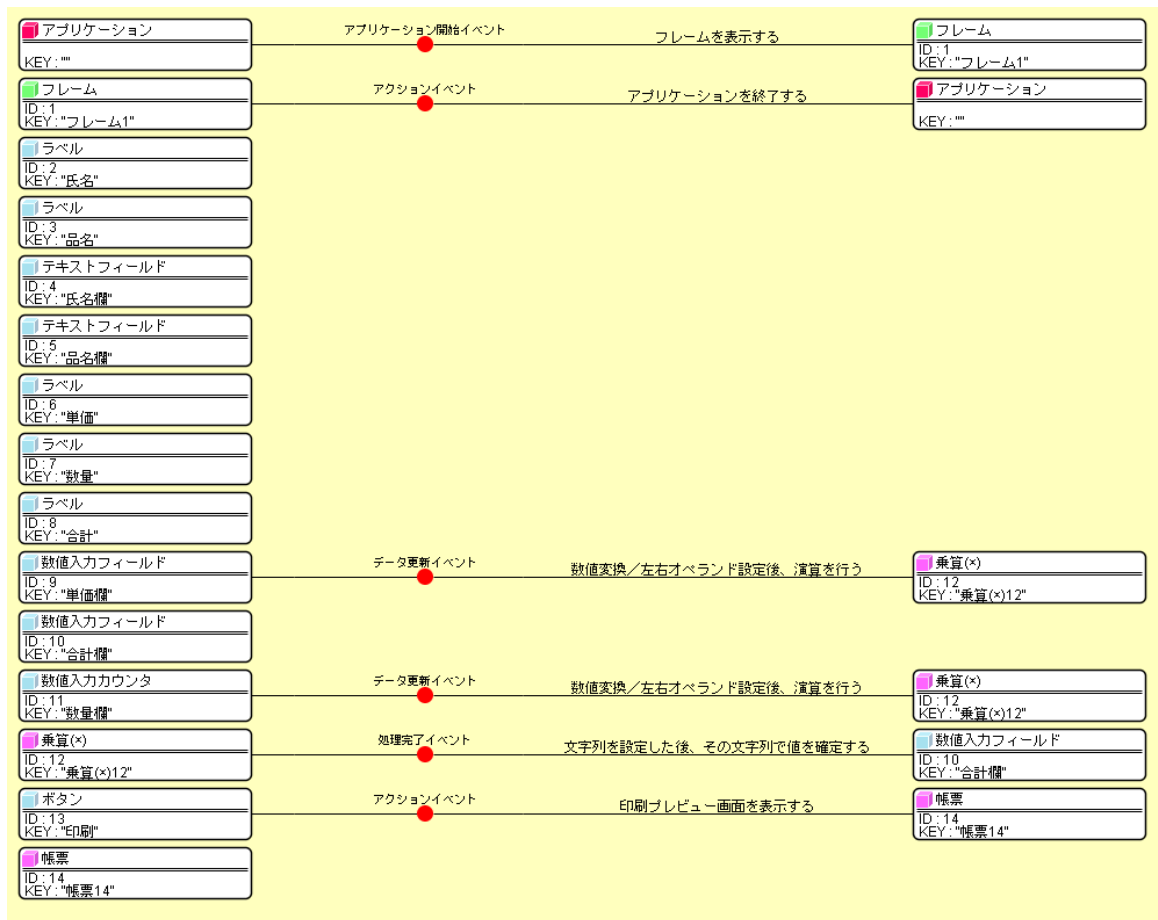 アプリケーション
KEY : ""
アプリケーション開始イベント
フレームを表示する
フレーム
ID : 1
KEY : "フレーム1"
フレーム
ID : 1
KEY : "フレーム1"
アクションイベント
アプリケーションを終了する
アプリケーション
KEY : ""
ラベル
ID : 2
KEY : "氏名"
ラベル
ID : 3
KEY : "品名"
テキストフィールド
ID : 4
KEY : "氏名欄"
テキストフィールド
ID : 5
KEY : "品名欄"
ラベル
ID : 6
KEY : "単価"
ラベル
ID : 7
KEY : "数量"
ラベル
ID : 8
KEY : "合計"
数値入力フィールド
ID : 9
KEY : "単価欄"
データ更新イベント
数値変換／左右オペランド設定後、演算を行う
乗算(×)
ID : 12
KEY : "乗算(×)12"
数値入力フィールド
ID : 10
KEY : "合計欄"
数値入力カウンタ
ID : 11
KEY : "数量欄"
データ更新イベント
数値変換／左右オペランド設定後、演算を行う
乗算(×)
ID : 12
KEY : "乗算(×)12"
乗算(×)
ID : 12
KEY : "乗算(×)12"
処理完了イベント
文字列を設定した後、その文字列で値を確定する
数値入力フィールド
ID : 10
KEY : "合計欄"
ボタン
ID : 13
KEY : "印刷"
アクションイベント
印刷プレビュー画面を表示する
帳票
ID : 14
KEY : "帳票14"
帳票
ID : 14
KEY : "帳票14"